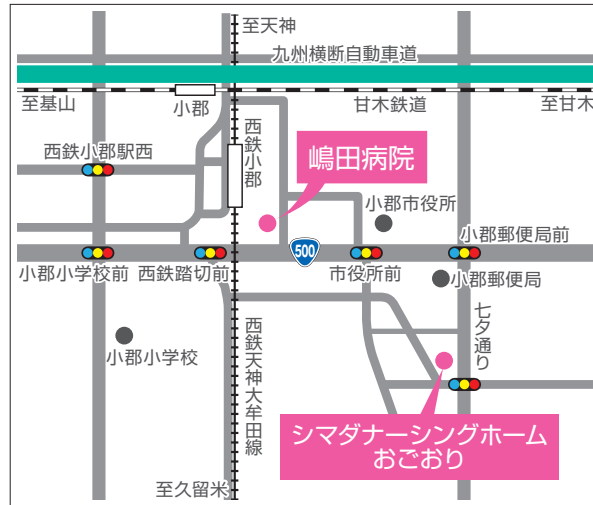 至天神
九州横断自動車道
至基山
小郡
甘木鉄道
至甘木
西鉄小郡
西鉄小郡駅西
嶋田病院
小郡市役所
小郡郵便局前
500
小郡小学校前
西鉄踏切前
市役所前
小郡郵便局
七夕通り
小郡小学校
西鉄天神大牟田線
シマダナーシングホーム
おごおり
至久留米